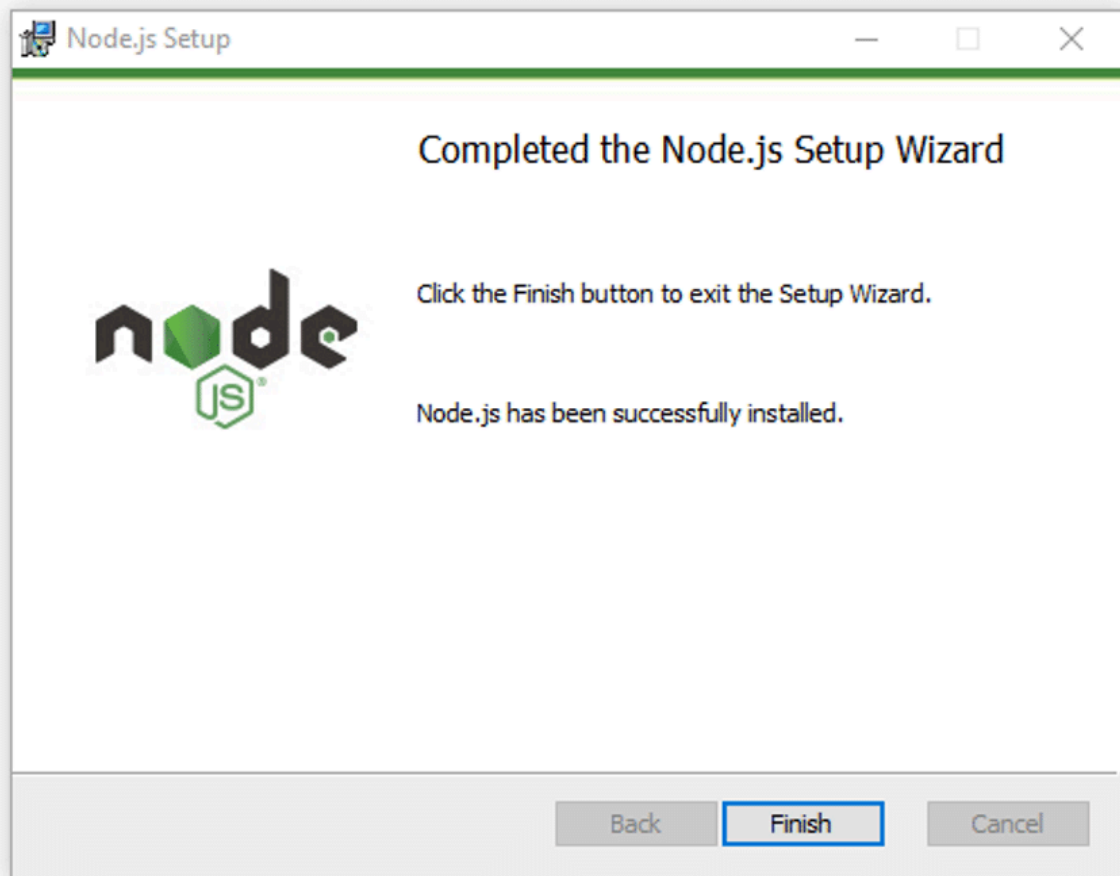 Node.js Setup
Completed the Node.js Setup Wizard
Click the Finish button to exit the Setup Wizard.
node
JS®
Node.js has been successfully installed.
Back
Finish
Cancel